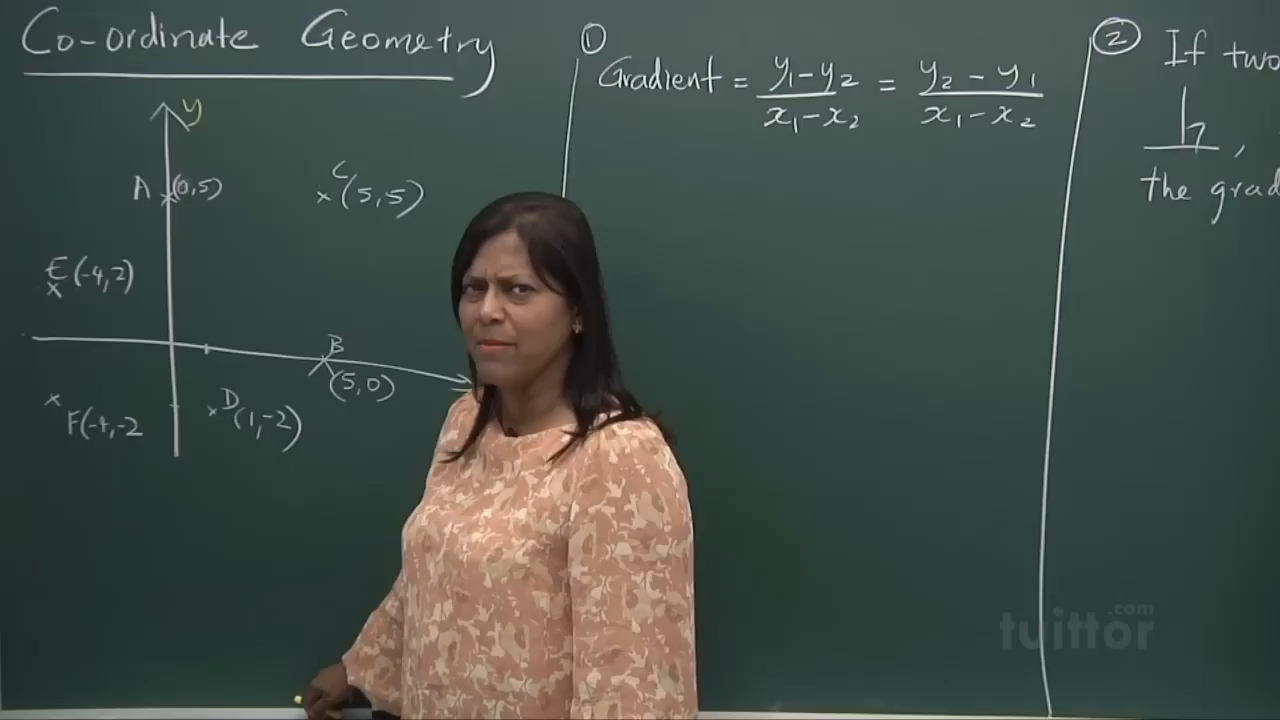 Co-ordinate Geometry
y
A (0,5)
C
(5,5)
E (-4,2)
B
(5,0)
F(-4,-2
D (1,-2)
①
Gradient = y₁-y₂ / x₁-x₂ = y₂-y₁ / x₁-x₂
② If two
,
the grad
tuittor.com